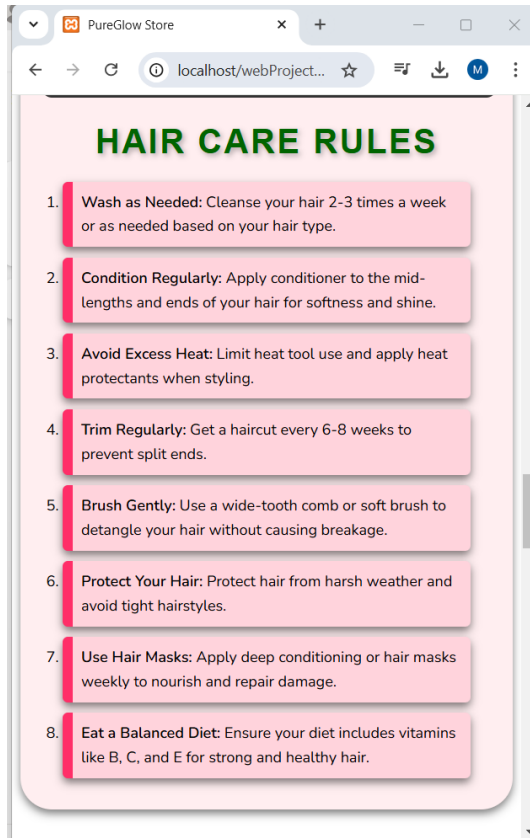 PureGlow Store
localhost/webProject...
M
HAIR CARE RULES
1. Wash as Needed: Cleanse your hair 2-3 times a week
or as needed based on your hair type.
2. Condition Regularly: Apply conditioner to the mid-
lengths and ends of your hair for softness and shine.
3. Avoid Excess Heat: Limit heat tool use and apply heat
protectants when styling.
4. Trim Regularly: Get a haircut every 6-8 weeks to
prevent split ends.
5. Brush Gently: Use a wide-tooth comb or soft brush to
detangle your hair without causing breakage.
6. Protect Your Hair: Protect hair from harsh weather and
avoid tight hairstyles.
7. Use Hair Masks: Apply deep conditioning or hair masks
weekly to nourish and repair damage.
8. Eat a Balanced Diet: Ensure your diet includes vitamins
like B, C, and E for strong and healthy hair.